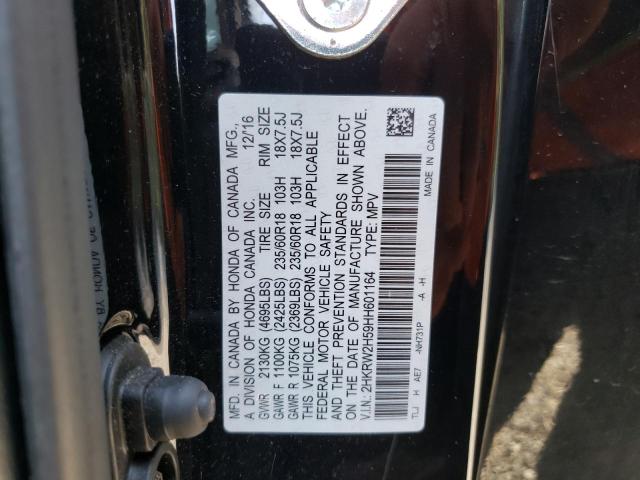 MFD. IN CANADA BY HONDA OF CANADA MFG.,
A DIVISION OF HONDA CANADA INC. 12/16
GVWR 2130KG (4695LBS) TIRE SIZE RIM SIZE
GAWR F 1100KG (2425LBS) 235/60R18 103H 18X7.5J
GAWR R 1075KG (2369LBS) 235/60R18 103H 18X7.5J
THIS VEHICLE CONFORMS TO ALL APPLICABLE
FEDERAL MOTOR VEHICLE SAFETY
AND THEFT PREVENTION STANDARDS IN EFFECT
ON THE DATE OF MANUFACTURE SHOWN ABOVE.
V.I.N.: 2HKRW2H59HH601164 TYPE: MPV
TLJ H AE7 -NH731P -A -H
MADE IN CANADA